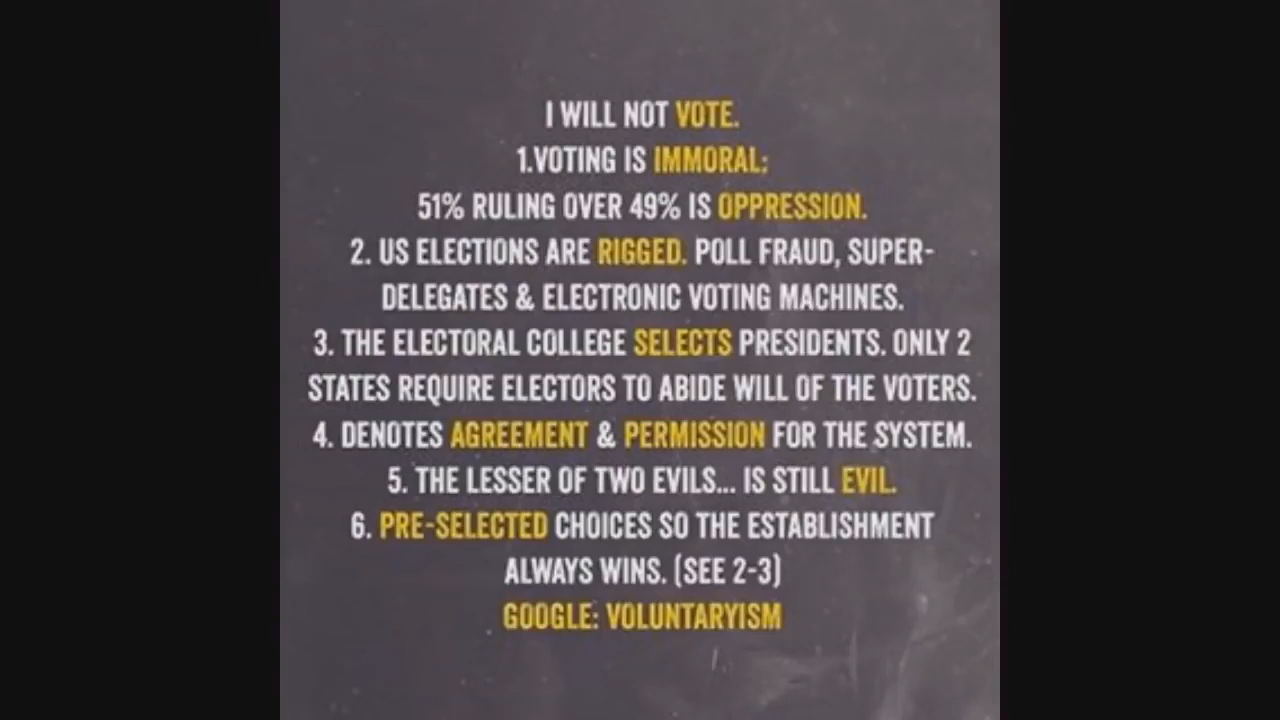 I WILL NOT VOTE.
1.VOTING IS IMMORAL:
51% RULING OVER 49% IS OPPRESSION.
2. US ELECTIONS ARE RIGGED. POLL FRAUD, SUPER-
DELEGATES & ELECTRONIC VOTING MACHINES.
3. THE ELECTORAL COLLEGE SELECTS PRESIDENTS. ONLY 2
STATES REQUIRE ELECTORS TO ABIDE WILL OF THE VOTERS.
4. DENOTES AGREEMENT & PERMISSION FOR THE SYSTEM.
5. THE LESSER OF TWO EVILS... IS STILL EVIL.
6. PRE-SELECTED CHOICES SO THE ESTABLISHMENT
ALWAYS WINS. (SEE 2-3)
GOOGLE: VOLUNTARYISM